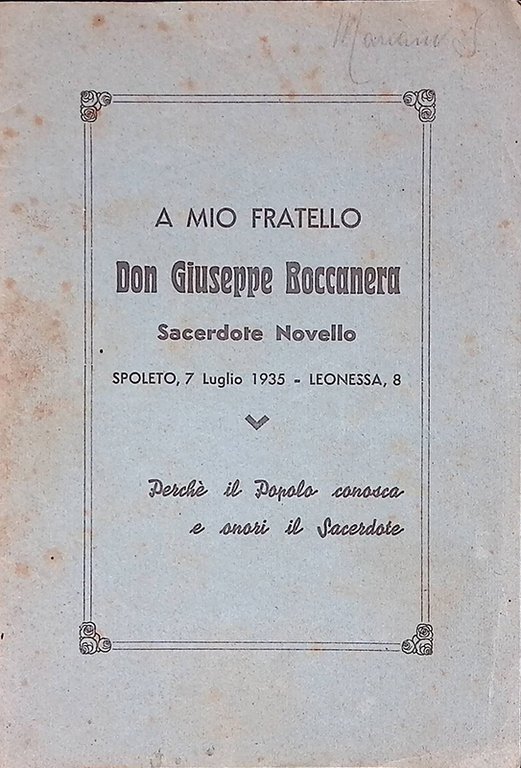 A MIO FRATELLO
Don Giuseppe Boccanera
Sacerdote Novello
SPOLETO, 7 Luglio 1935 - LEONESSA, 8
Perchè il Popolo conosca
e onori il Sacerdote